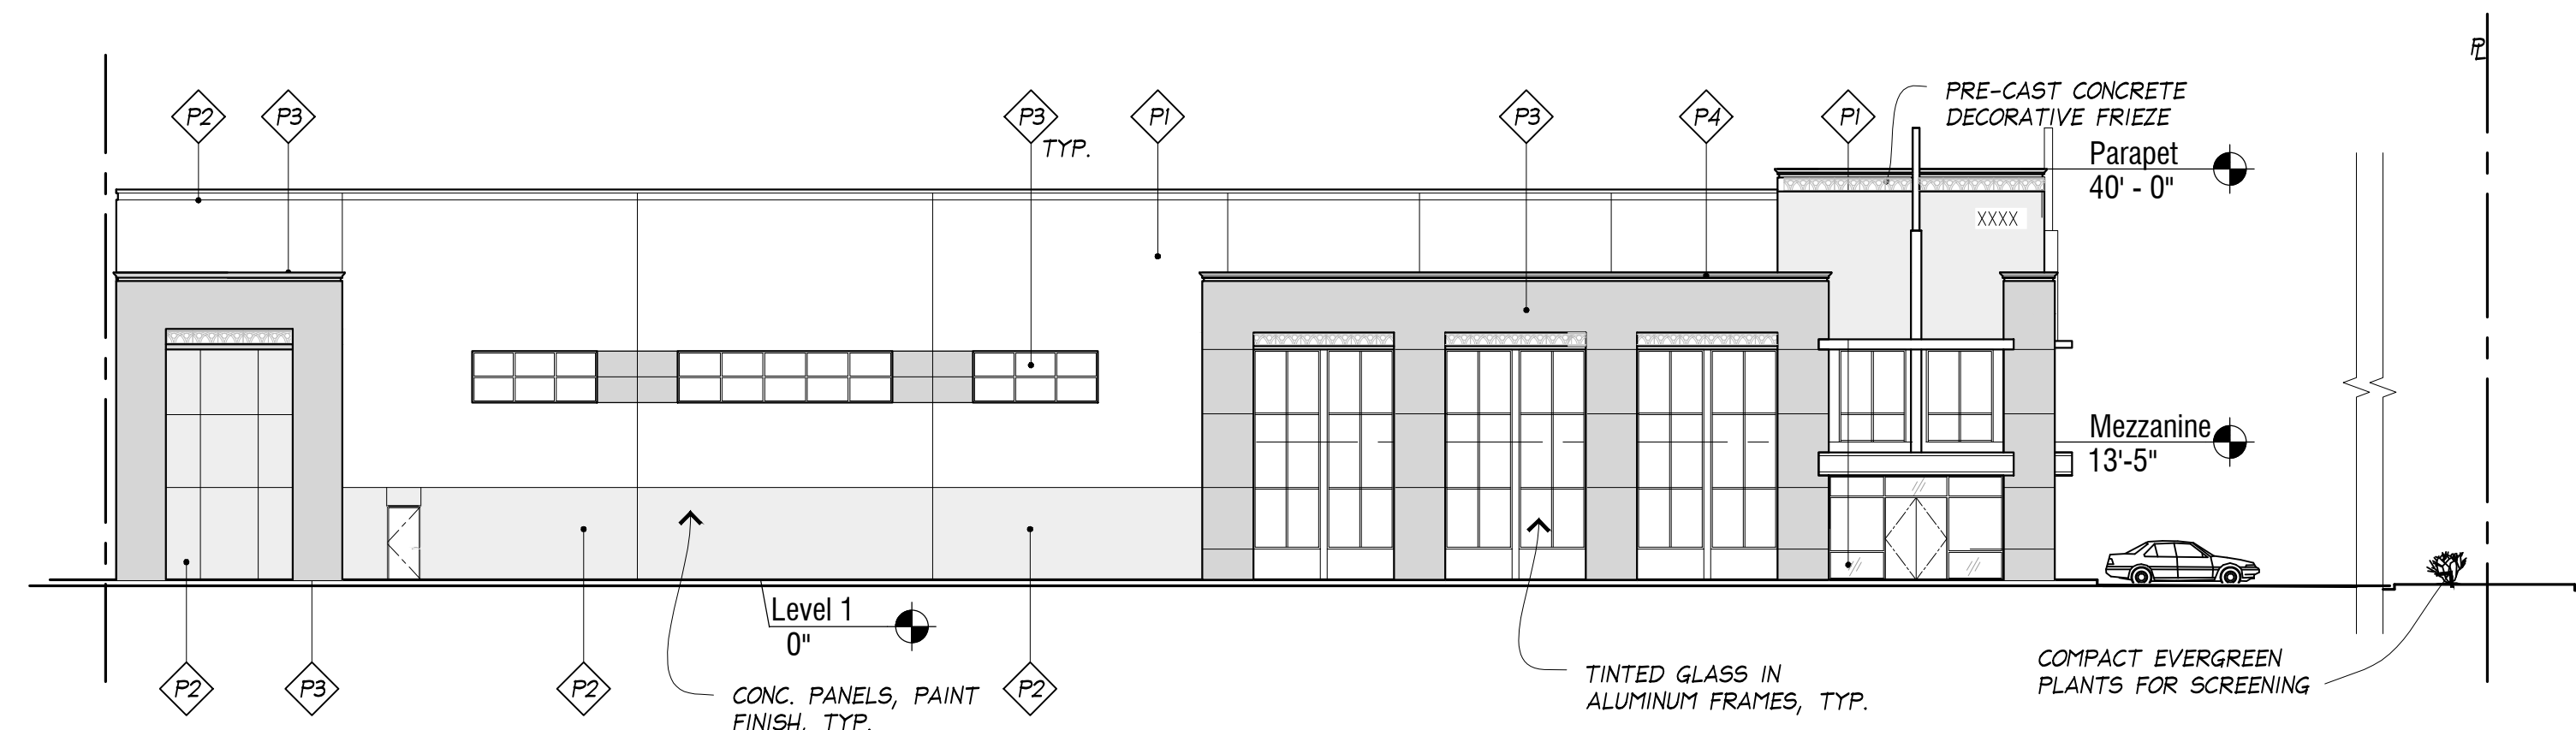 PL
PRE-CAST CONCRETE
DECORATIVE FRIEZE
P2
P3
P3
TYP.
P1
P3
P4
P1
Parapet
40' - 0"
XXXX
Mezzanine
13'-5"
Level 1
0"
P2
P3
P2
P2
CONC. PANELS, PAINT
FINISH, TYP.
TINTED GLASS IN
ALUMINUM FRAMES, TYP.
COMPACT EVERGREEN
PLANTS FOR SCREENING